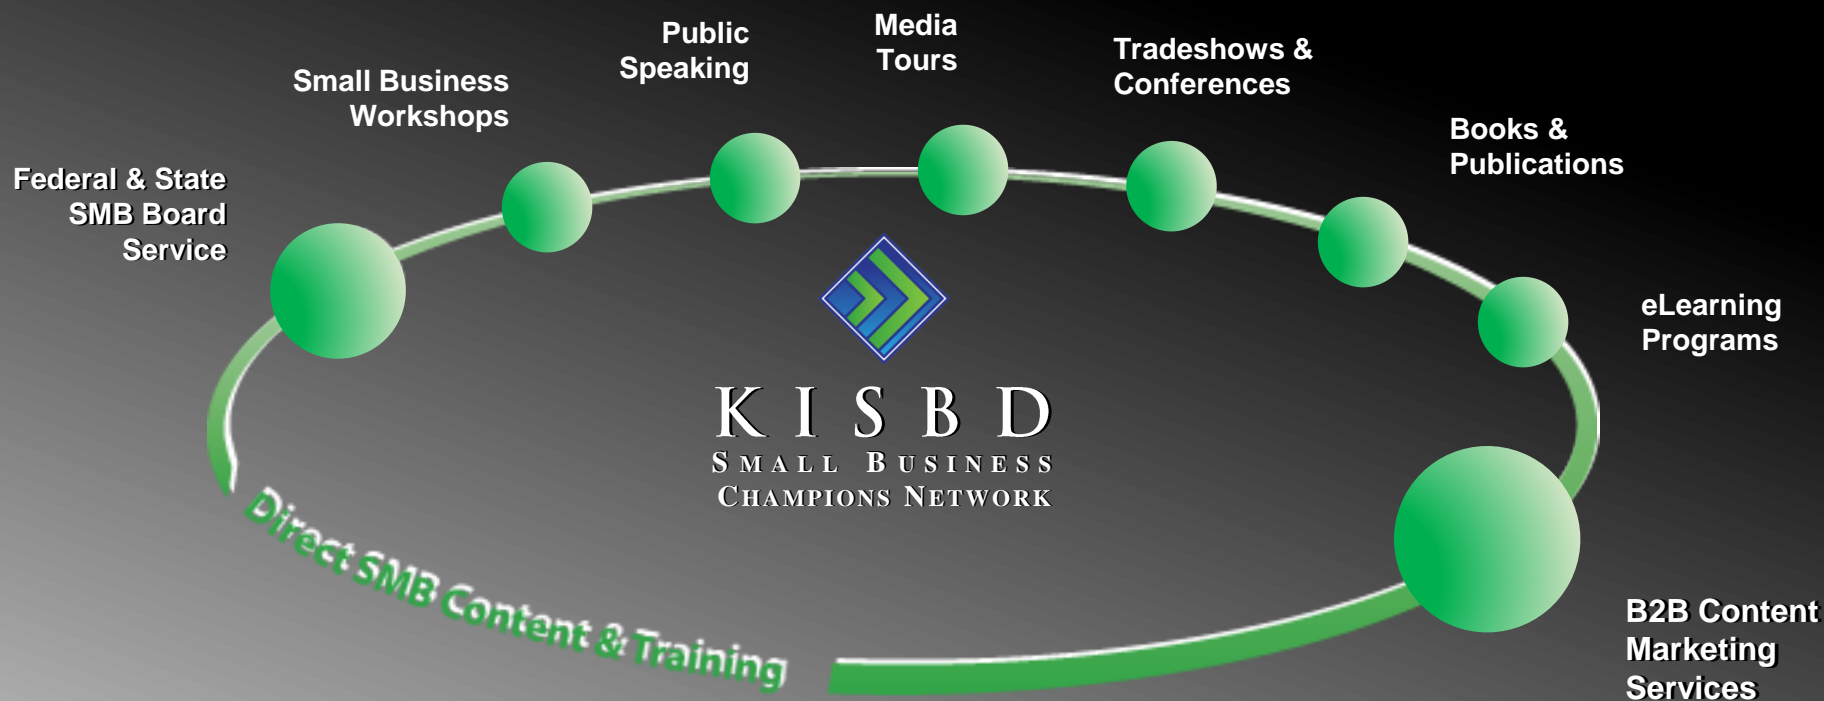 Public
Speaking
Media
Tours
Tradeshows &
Conferences
Small Business
Workshops
Books &
Publications
Federal & State
SMB Board
Service
eLearning
Programs
K I S B D
SMALL BUSINESS
CHAMPIONS NETWORK
Direct SMB Content & Training
B2B Content
Marketing
Services